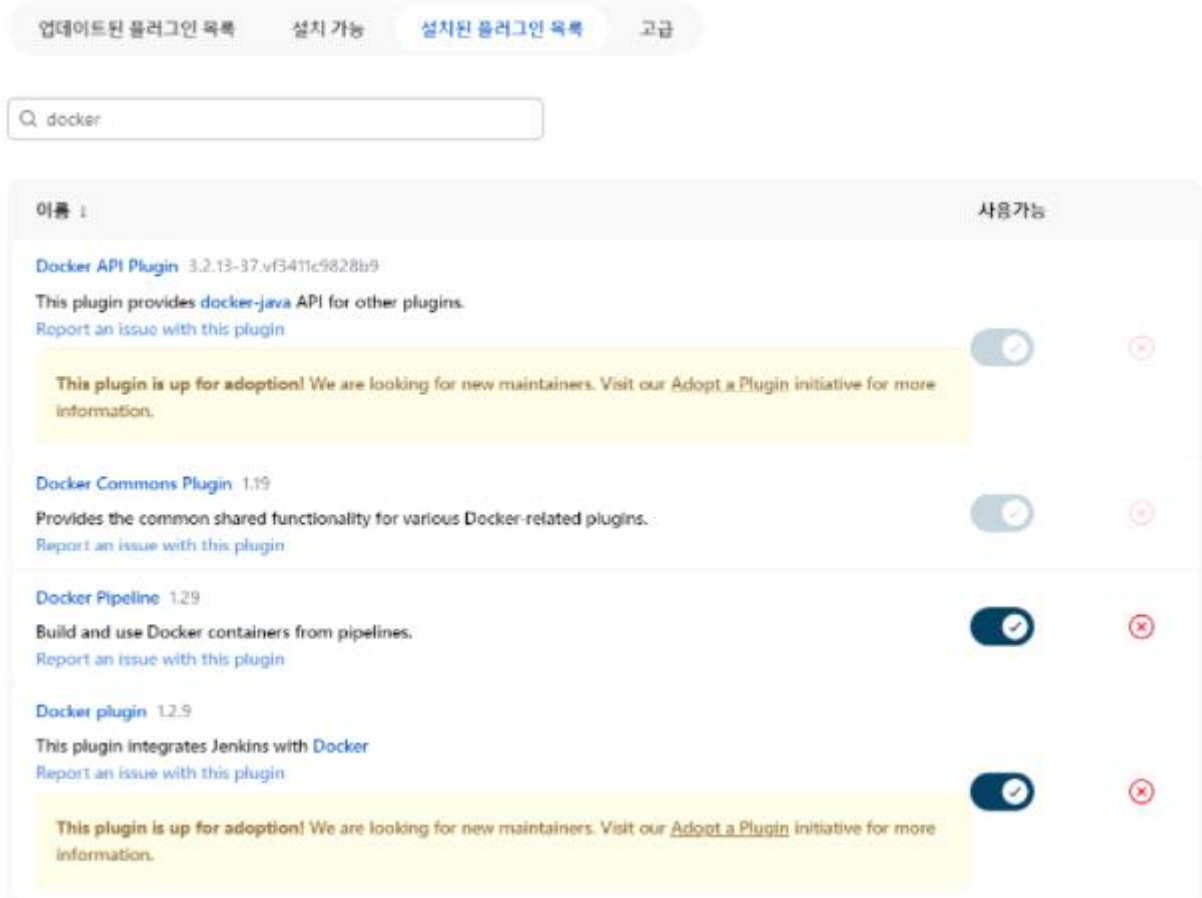 업데이트된 플러그인 목록 설치 가능 설치된 플러그인 목록 고급
docker
이름 ↓ 사용가능
Docker API Plugin 3.2.13-37.vf3411c9828b9
This plugin provides docker-java API for other plugins.
Report an issue with this plugin
This plugin is up for adoption! We are looking for new maintainers. Visit our Adopt a Plugin initiative for more
information.
Docker Commons Plugin 1.19
Provides the common shared functionality for various Docker-related plugins.
Report an issue with this plugin
Docker Pipeline 1.29
Build and use Docker containers from pipelines.
Report an issue with this plugin
Docker plugin 1.2.9
This plugin integrates Jenkins with Docker
Report an issue with this plugin
This plugin is up for adoption! We are looking for new maintainers. Visit our Adopt a Plugin initiative for more
information.